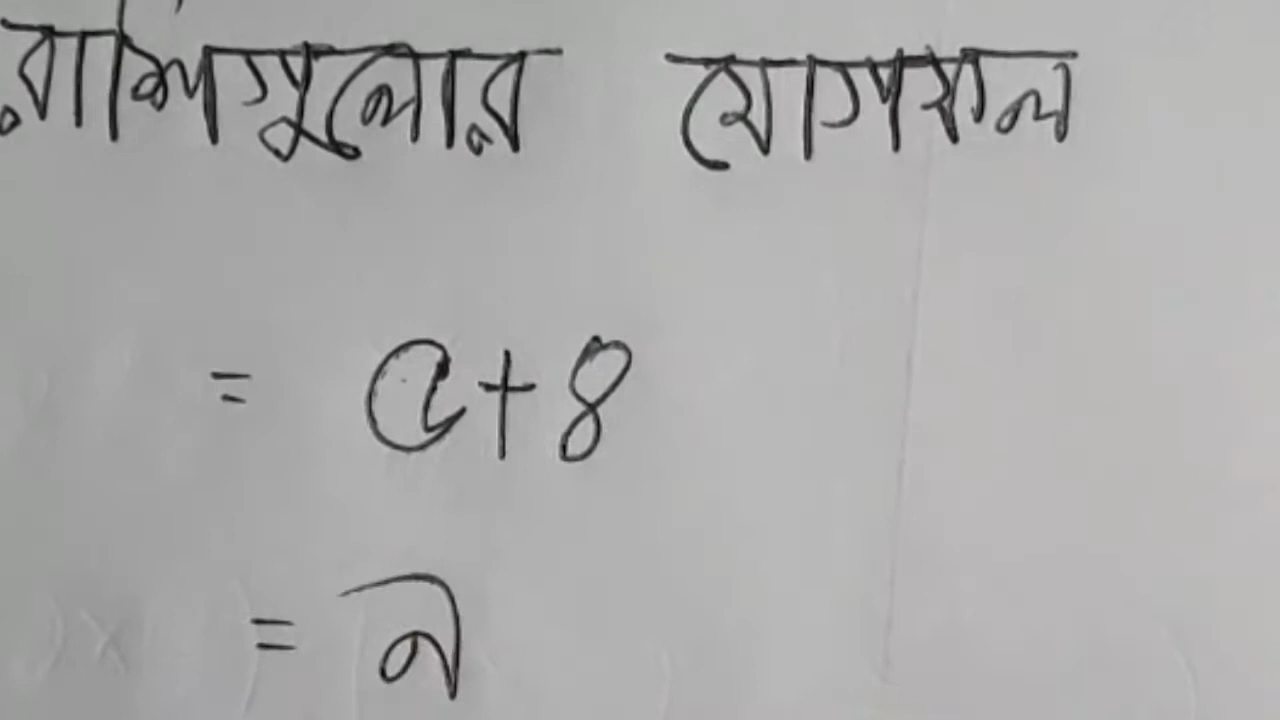 রাশিগুলোর যোগফল
= ৫+৪
= ৯